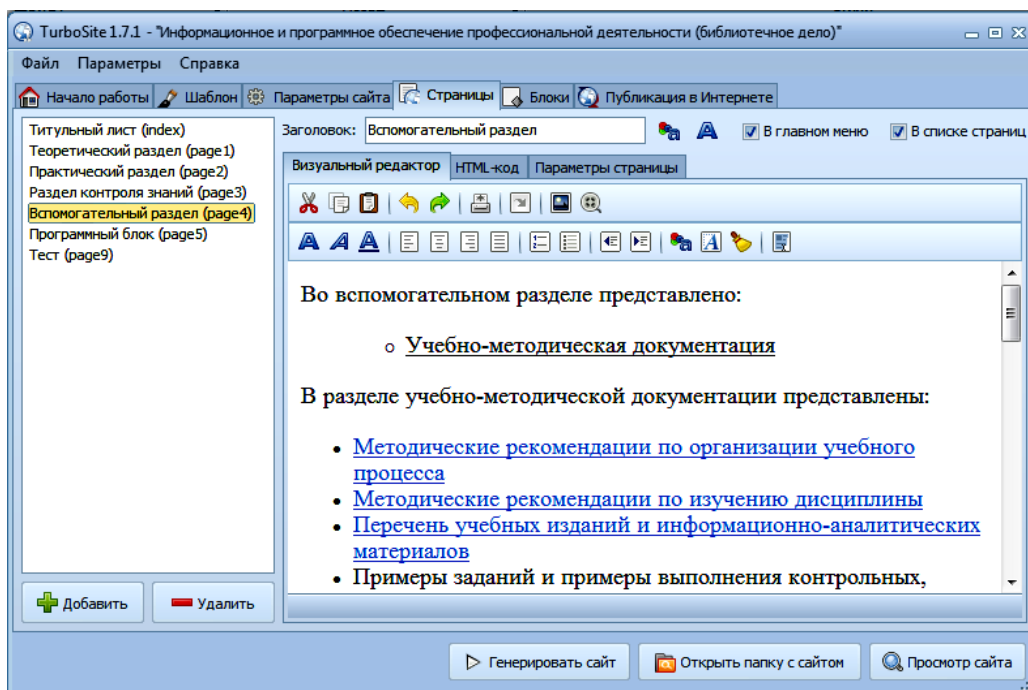 TurboSite 1.7.1 - "Информационное и программное обеспечение профессиональной деятельности (библиотечное дело)"
Файл Параметры Справка
Начало работы Шаблон Параметры сайта Страницы Блоки Публикация в Интернете
Титульный лист (index)
Теоретический раздел (page1)
Практический раздел (page2)
Раздел контроля знаний (page3)
Вспомогательный раздел (page4)
Программный блок (page5)
Тест (page9)
Добавить Удалить
Заголовок: Вспомогательный раздел В главном меню В списке страниц
Визуальный редактор HTML-код Параметры страницы
Во вспомогательном разделе представлено:
Учебно-методическая документация
В разделе учебно-методической документации представлены:
Методические рекомендации по организации учебного
процесса
Методические рекомендации по изучению дисциплины
Перечень учебных изданий и информационно-аналитических
материалов
Примеры заданий и примеры выполнения контрольных,
Генерировать сайт Открыть папку с сайтом Просмотр сайта